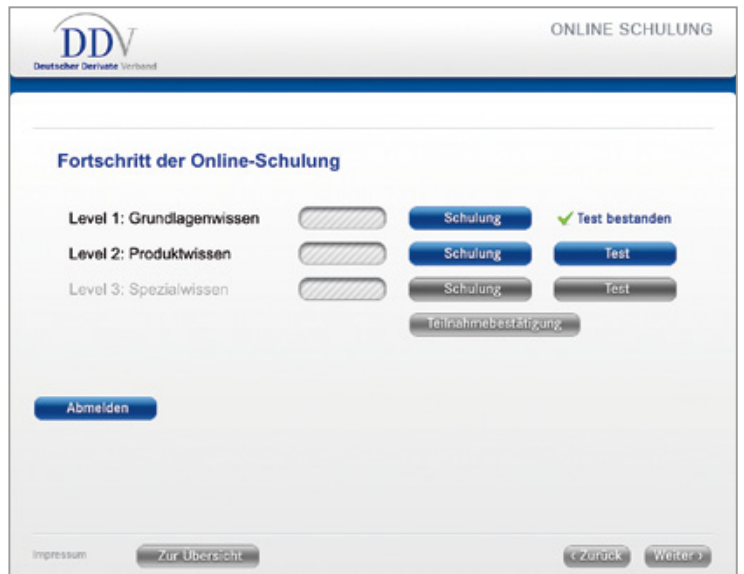 DDV
ONLINE SCHULUNG
Deutscher Derivate Verband
Fortschritt der Online-Schulung
Level 1: Grundlagenwissen Schulung Test bestanden
Level 2: Produktwissen Schulung Test
Level 3: Spezialwissen Schulung Test
Teilnahmebestätigung
Abmelden
Impressum Zur Übersicht ‹ Zurück Weiter ›